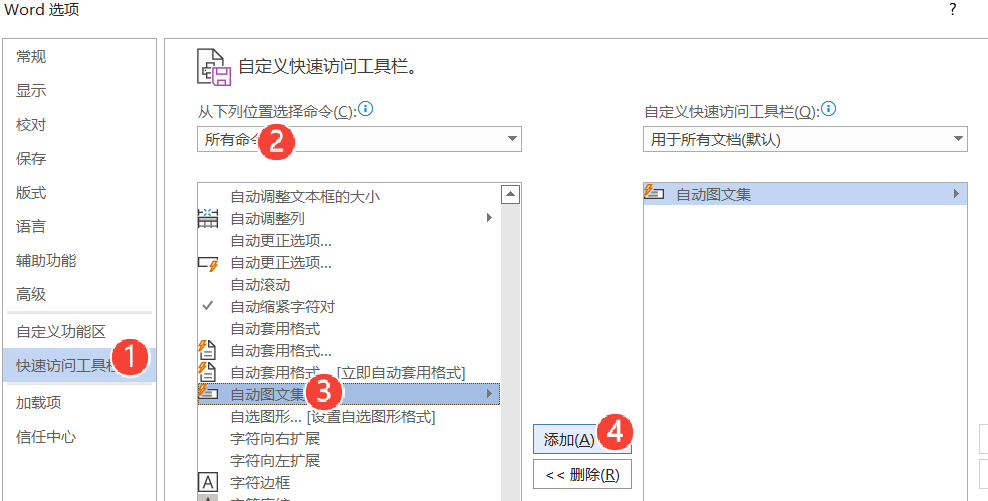 Word 选项
?
常规
显示
校对
保存
版式
语言
辅助功能
高级
自定义功能区
快速访问工具栏
1
加载项
信任中心
自定义快速访问工具栏。
从下列位置选择命令(C):
所有命令
2
自动调整文本框的大小
自动调整列
自动更正选项...
自动更正选项...
自动滚动
自动缩紧字符对
自动套用格式
自动套用格式...
自动套用格式... [立即自动套用格式]
自动图文集
3
自选图形... [设置自选图形格式]
字符向右扩展
字符向左扩展
A 字符边框
添加(A)
4
<< 删除(R)
自定义快速访问工具栏(Q):
用于所有文档(默认)
自动图文集